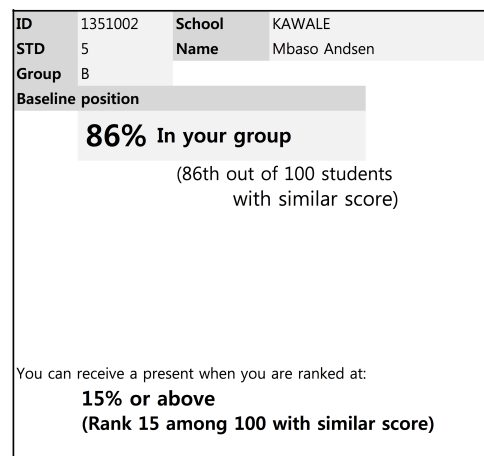 ID 1351002 School KAWALE
STD 5 Name Mbaso Andsen
Group B
Baseline position
86% In your group
(86th out of 100 students
with similar score)
You can receive a present when you are ranked at:
15% or above
(Rank 15 among 100 with similar score)